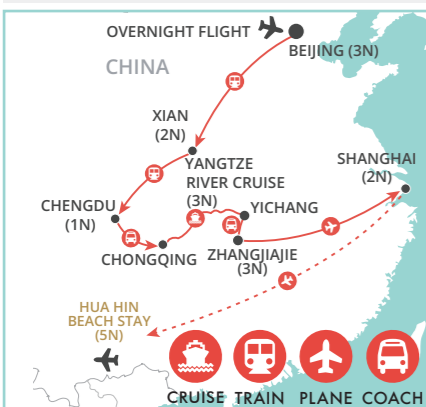 OVERNIGHT FLIGHT
BEIJING (3N)
CHINA
XIAN
(2N)
YANGTZE
RIVER CRUISE
(3N)
SHANGHAI
(2N)
CHENGDU
(1N)
YICHANG
CHONGQING
ZHANGJIAJIE
(3N)
HUA HIN
BEACH STAY
(5N)
CRUISE TRAIN PLANE COACH